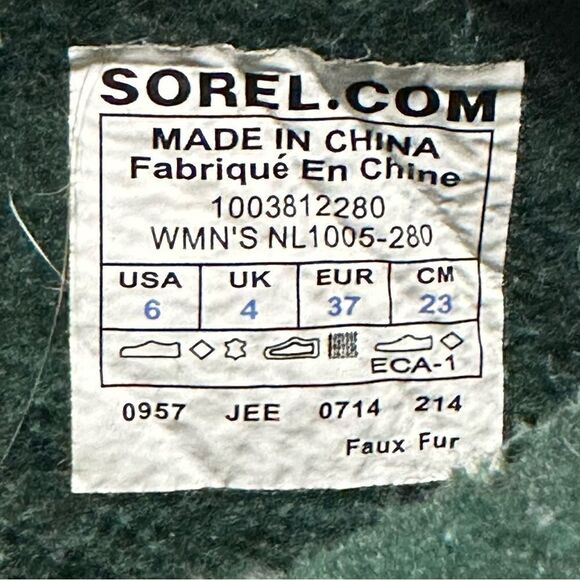 SOREL.COM
MADE IN CHINA
Fabriqué En Chine
1003812280
WMN'S NL1005-280
USA UK EUR CM
6 4 37 23
ECA-1
0957 JEE 0714 214
Faux Fur